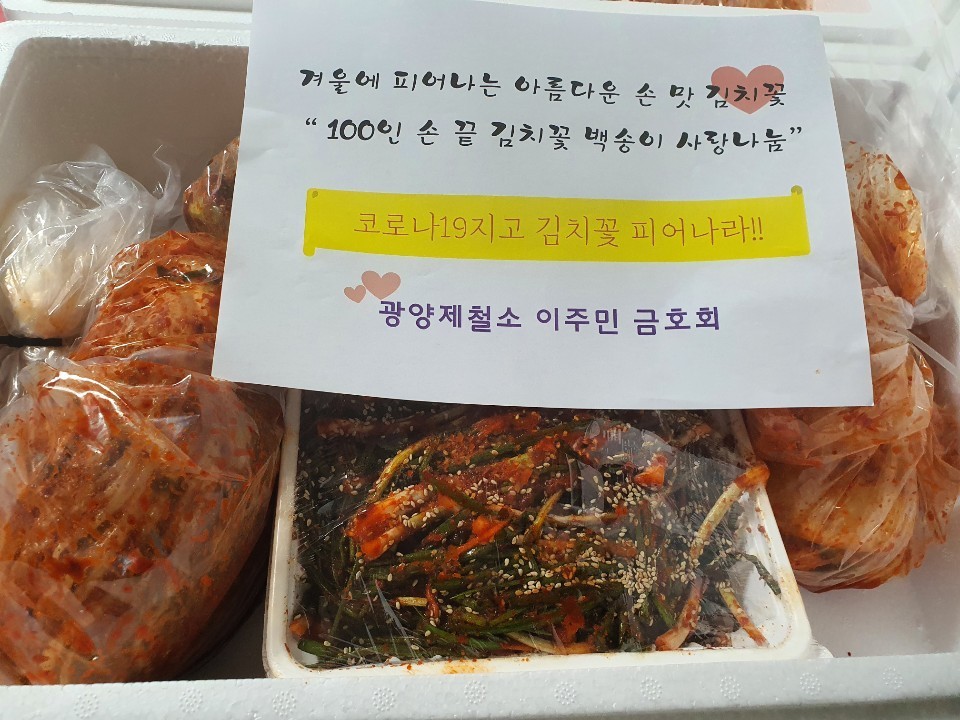 겨울에 피어나는 아름다운 손 맛 김치꽃
“ 100인 손 끝 김치꽃 백송이 사랑나눔”
코로나19지고 김치꽃 피어나라!!
광양제철소 이주민 금호회